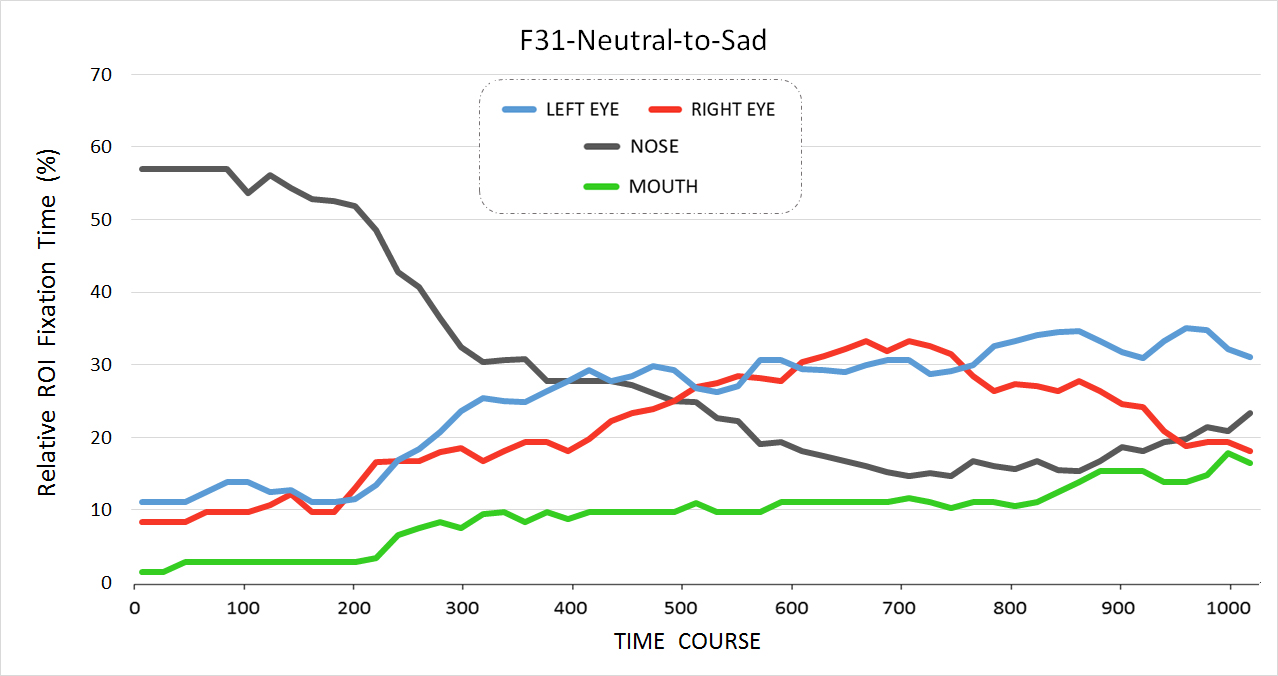 F31-Neutral-to-Sad
LEFT EYE RIGHT EYE
NOSE
MOUTH
Relative ROI Fixation Time (%)
70
60
50
40
30
20
10
0
0 100 200 300 400 500 600 700 800 900 1000
TIME COURSE